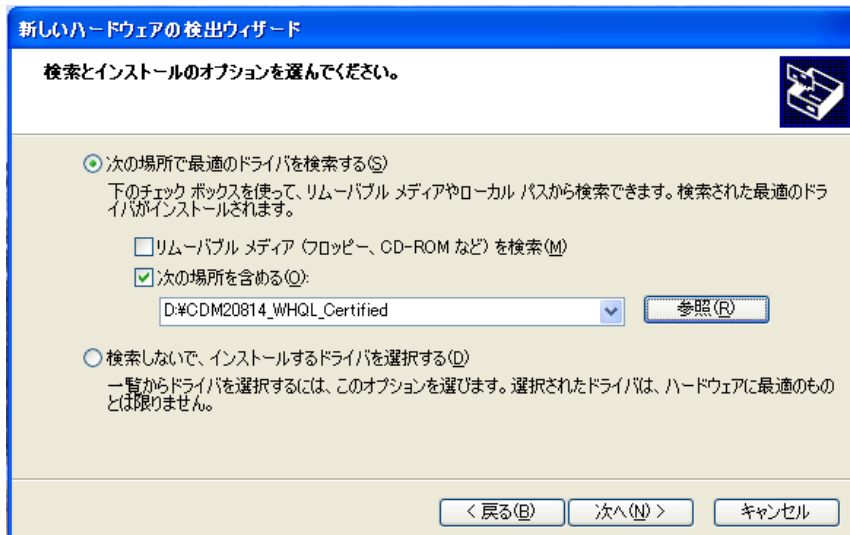 新しいハードウェアの検出ウィザード
検索とインストールのオプションを選んでください。
次の場所で最適のドライバを検索する(S)
下のチェック ボックスを使って、リムーバブル メディアやローカル パスから検索できます。検索された最適のドラ
イバがインストールされます。
リムーバブル メディア (フロッピー、CD-ROM など) を検索(M)
次の場所を含める(O):
D:¥CDM20814_WHQL_Certified
参照(R)
検索しないで、インストールするドライバを選択する(D)
一覧からドライバを選択するには、このオプションを選びます。選択されたドライバは、ハードウェアに最適のもの
とは限りません。
< 戻る(B) 次へ(N) > キャンセル